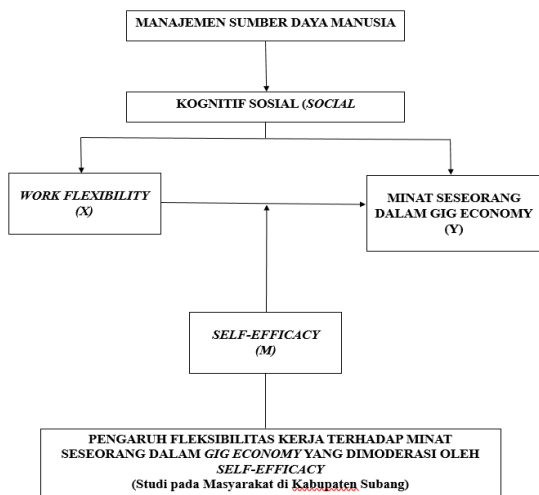 MANAJEMEN SUMBER DAYA MANUSIA
KOGNITIF SOSIAL (SOCIAL
WORK FLEXIBILITY
(X)
MINAT SESEORANG
DALAM GIG ECONOMY
(Y)
SELF-EFFICACY
(M)
PENGARUH FLEKSIBILITAS KERJA TERHADAP MINAT
SESEORANG DALAM GIG ECONOMY YANG DIMODERASI OLEH
SELF-EFFICACY
(Studi pada Masyarakat di Kabupaten Subang)